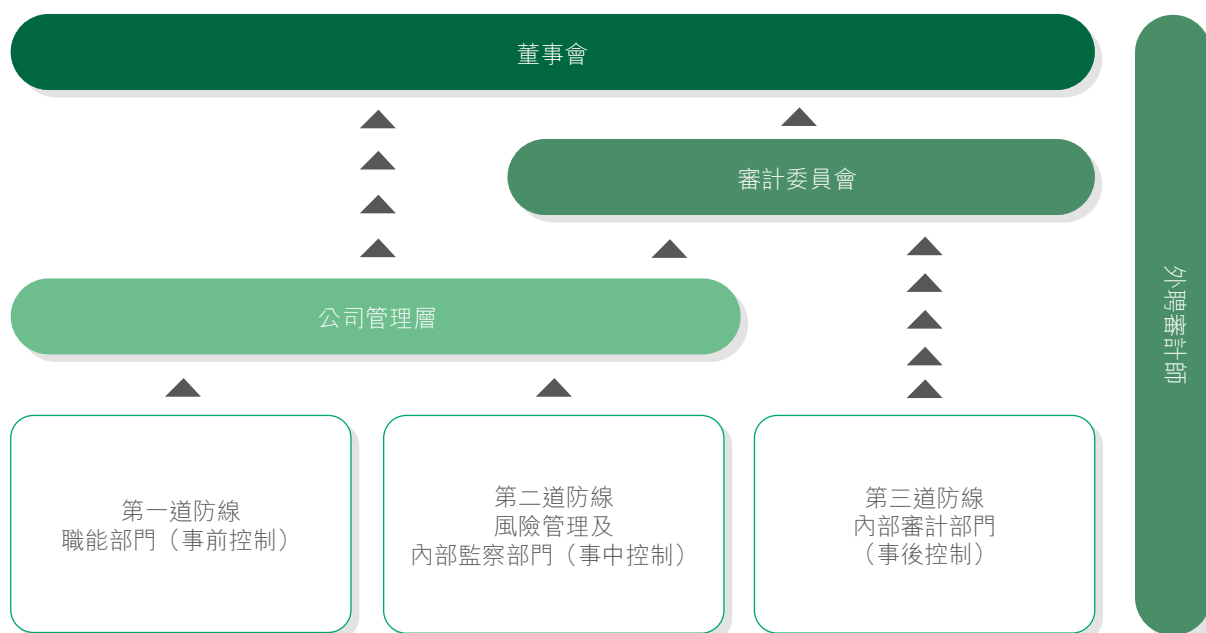 董事會
審計委員會
公司管理層
第一道防線
職能部門（事前控制）
第二道防線
風險管理及
內部監察部門（事中控制）
第三道防線
內部審計部門
（事後控制）
外聘審計師